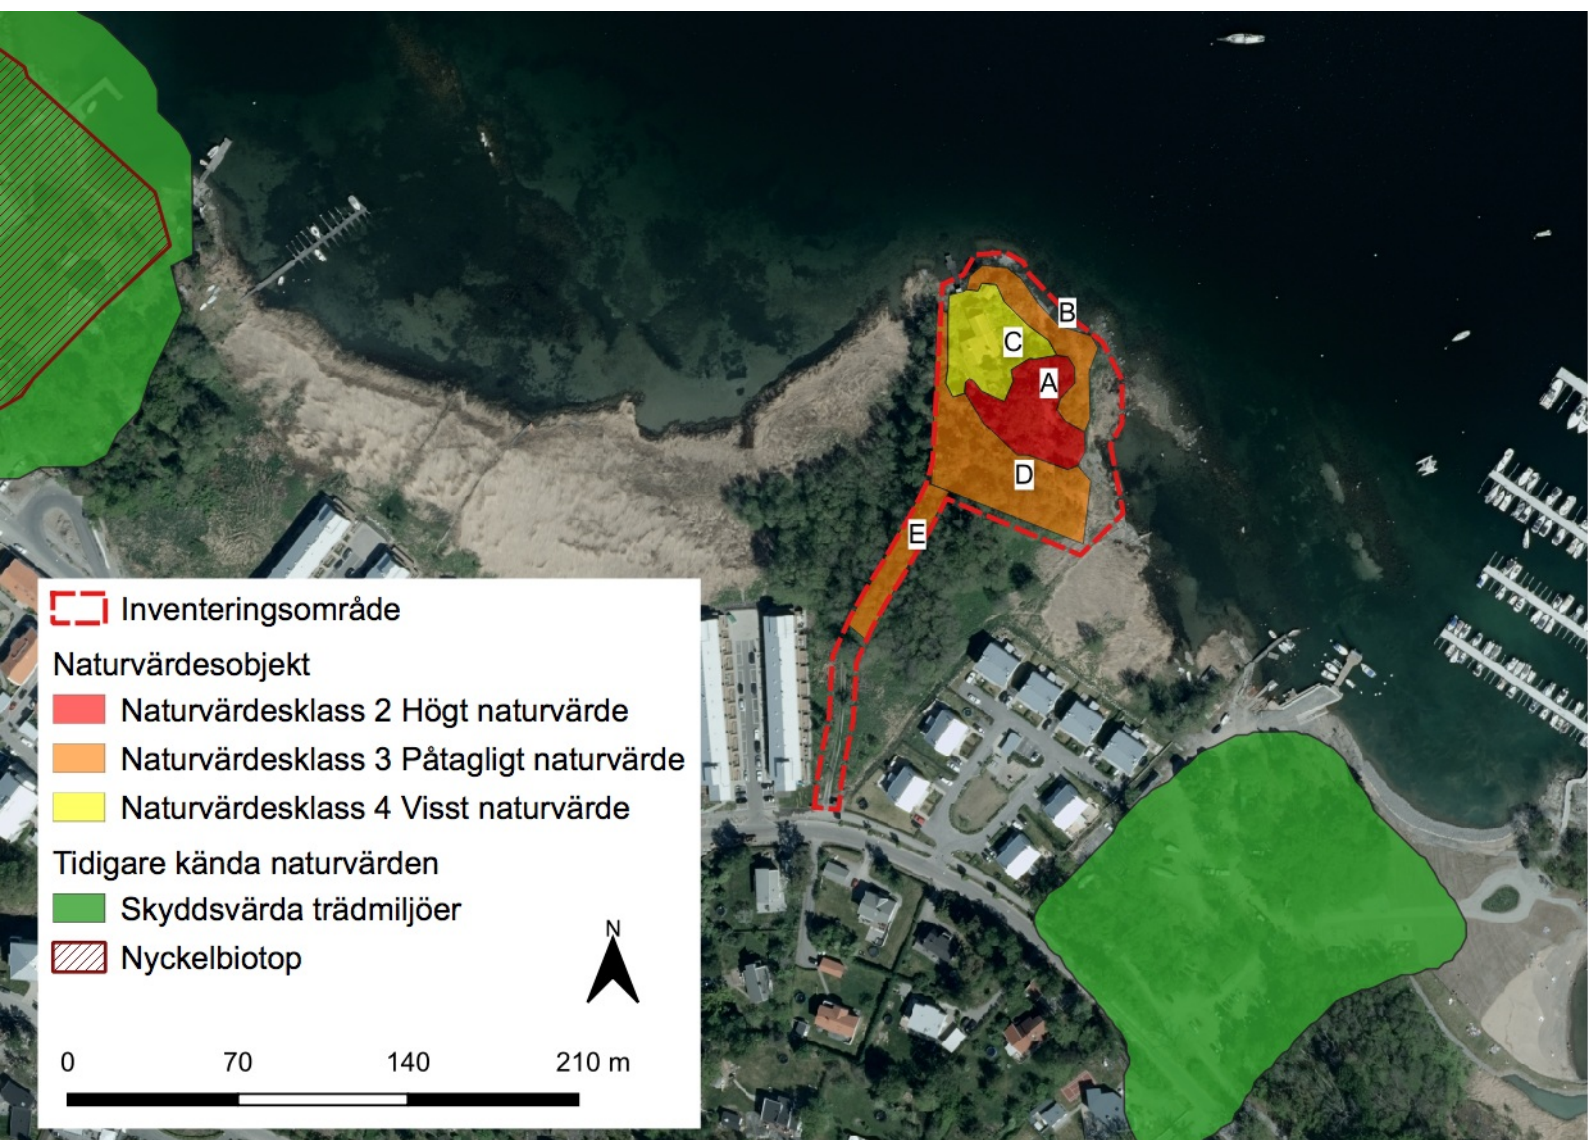 B
C
A
D
E
Inventeringsområde
Naturvärdesobjekt
Naturvärdesklass 2 Högt naturvärde
Naturvärdesklass 3 Påtagligt naturvärde
Naturvärdesklass 4 Visst naturvärde
Tidigare kända naturvärden
Skyddsvärda trädmiljöer
Nyckelbiotop
N
0 70 140 210 m